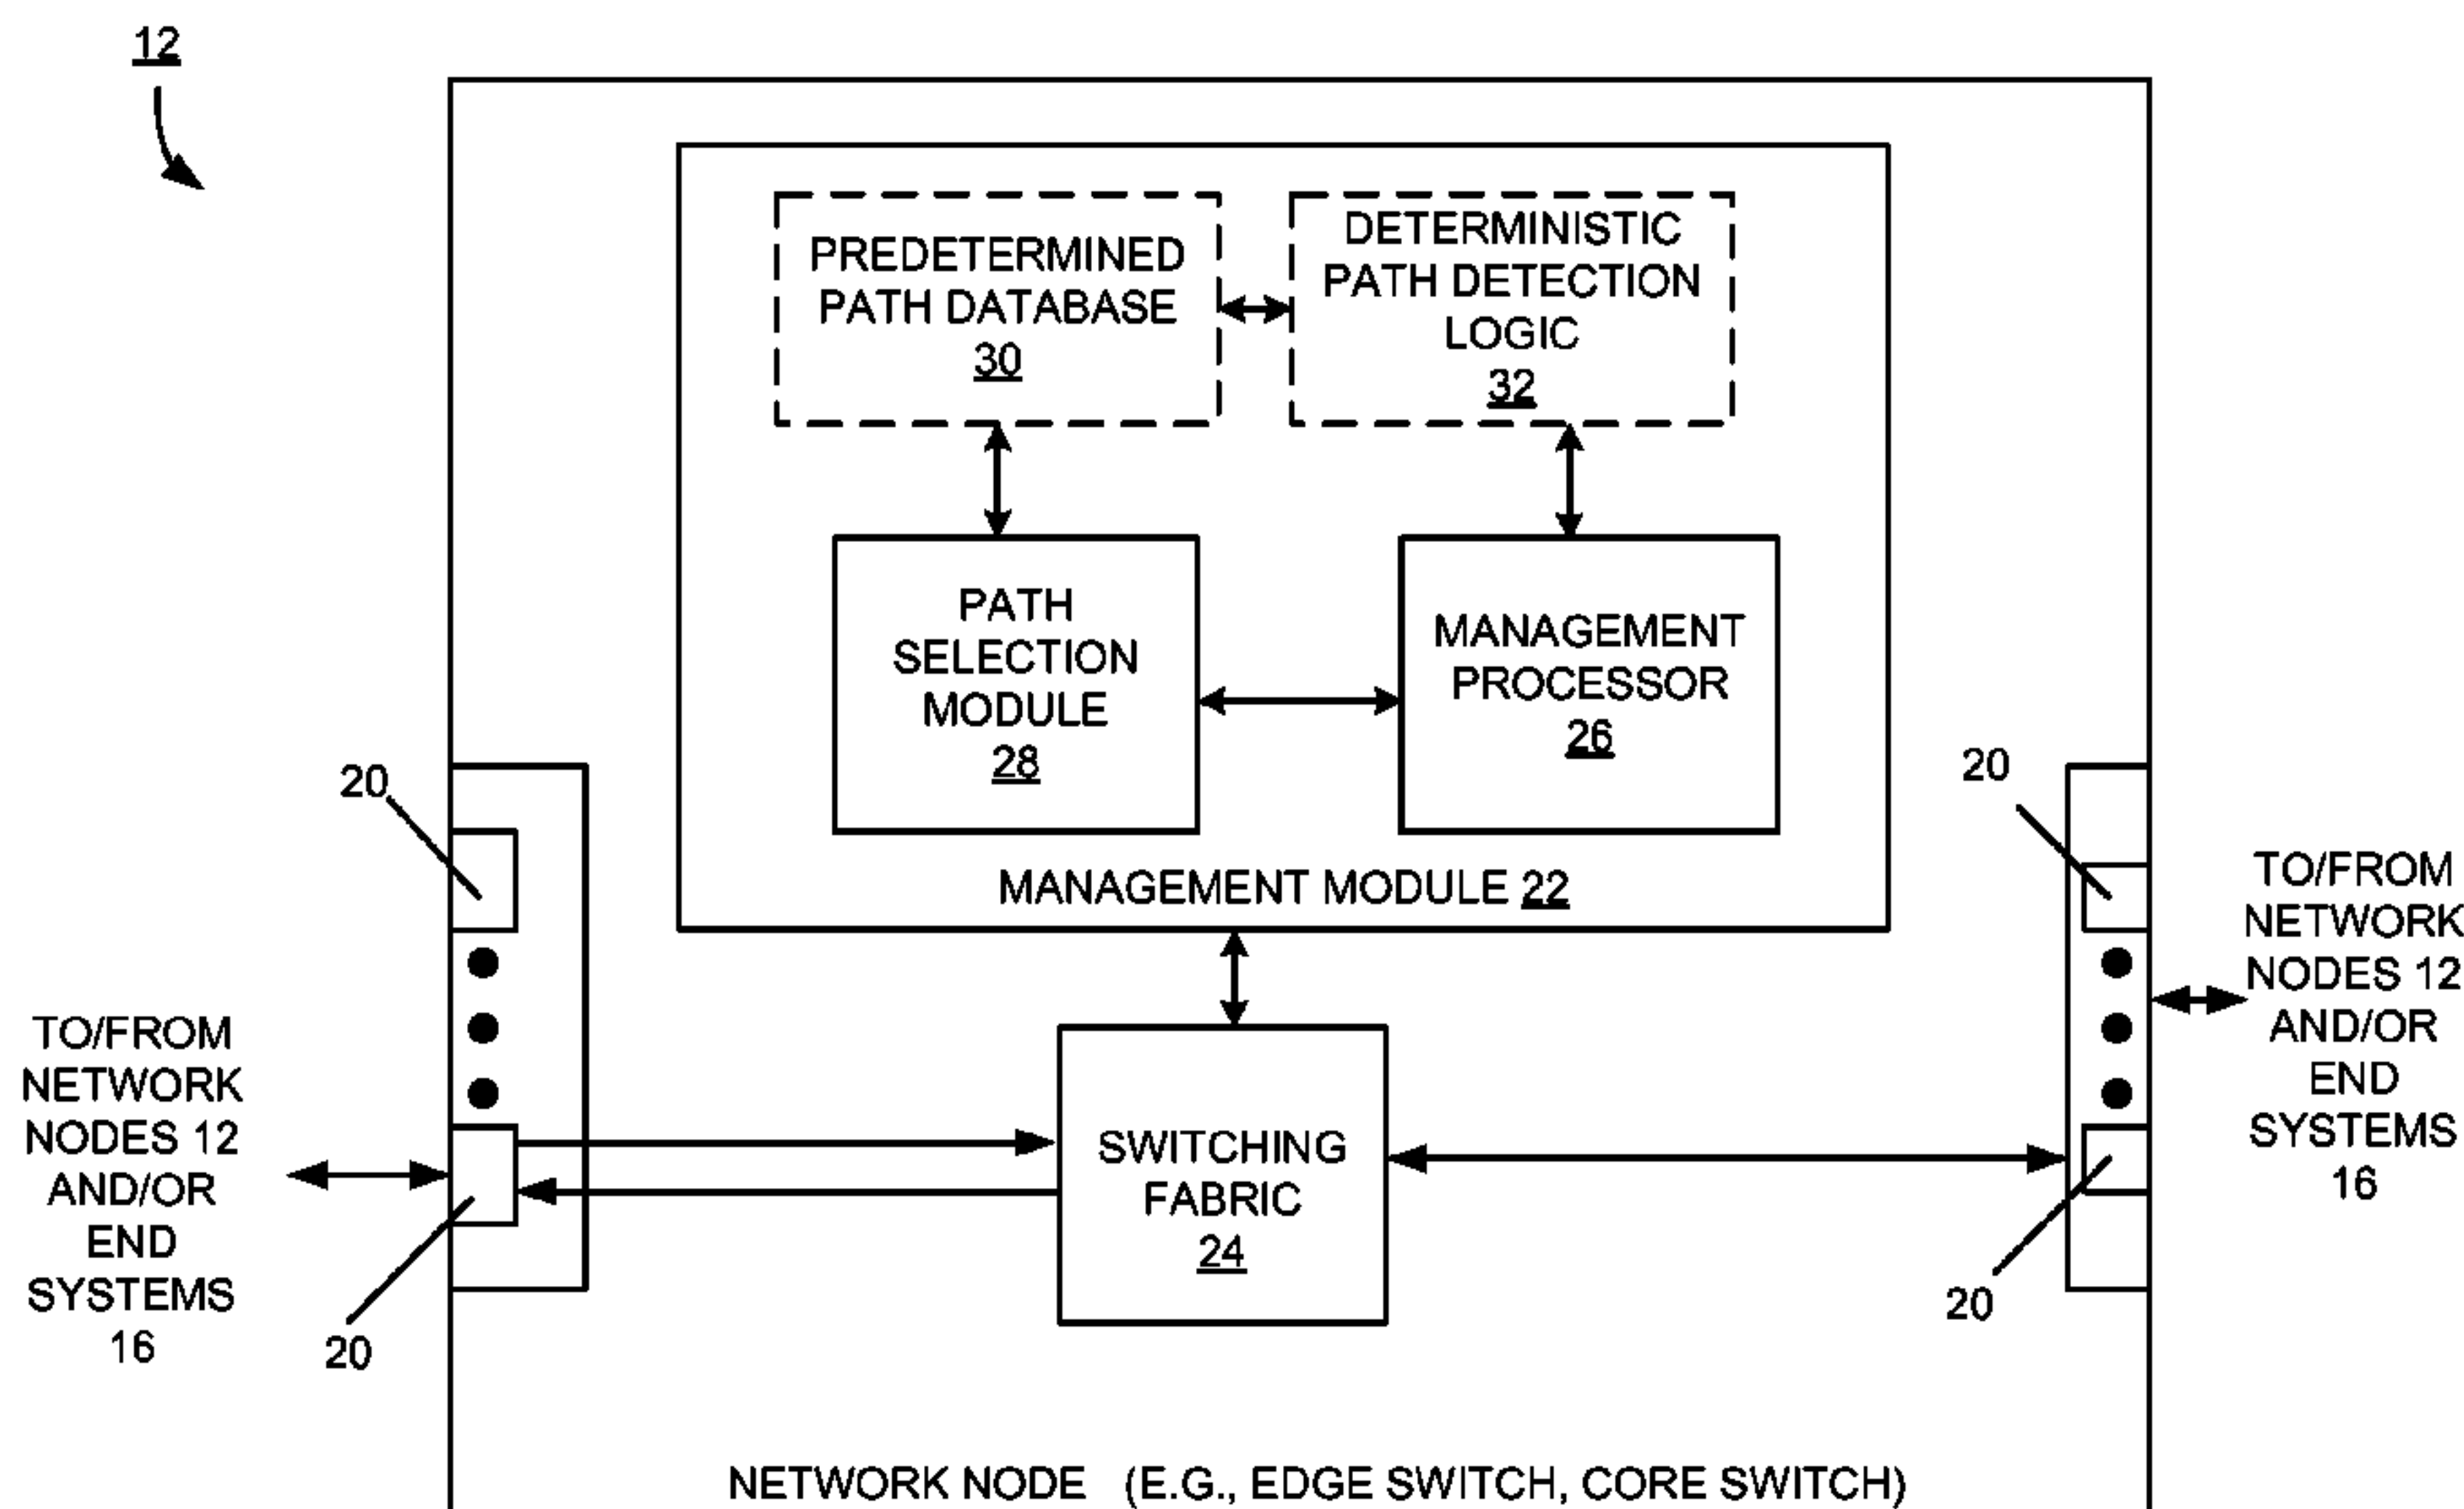 12
PREDETERMINED
PATH DATABASE
30
DETERMINISTIC
PATH DETECTION
LOGIC
32
PATH
SELECTION
MODULE
28
MANAGEMENT
PROCESSOR
26
MANAGEMENT MODULE 22
20
20
20
20
TO/FROM
NETWORK
NODES 12
AND/OR
END
SYSTEMS
16
SWITCHING
FABRIC
24
TO/FROM
NETWORK
NODES 12
AND/OR
END
SYSTEMS
16
NETWORK NODE (E.G., EDGE SWITCH, CORE SWITCH)